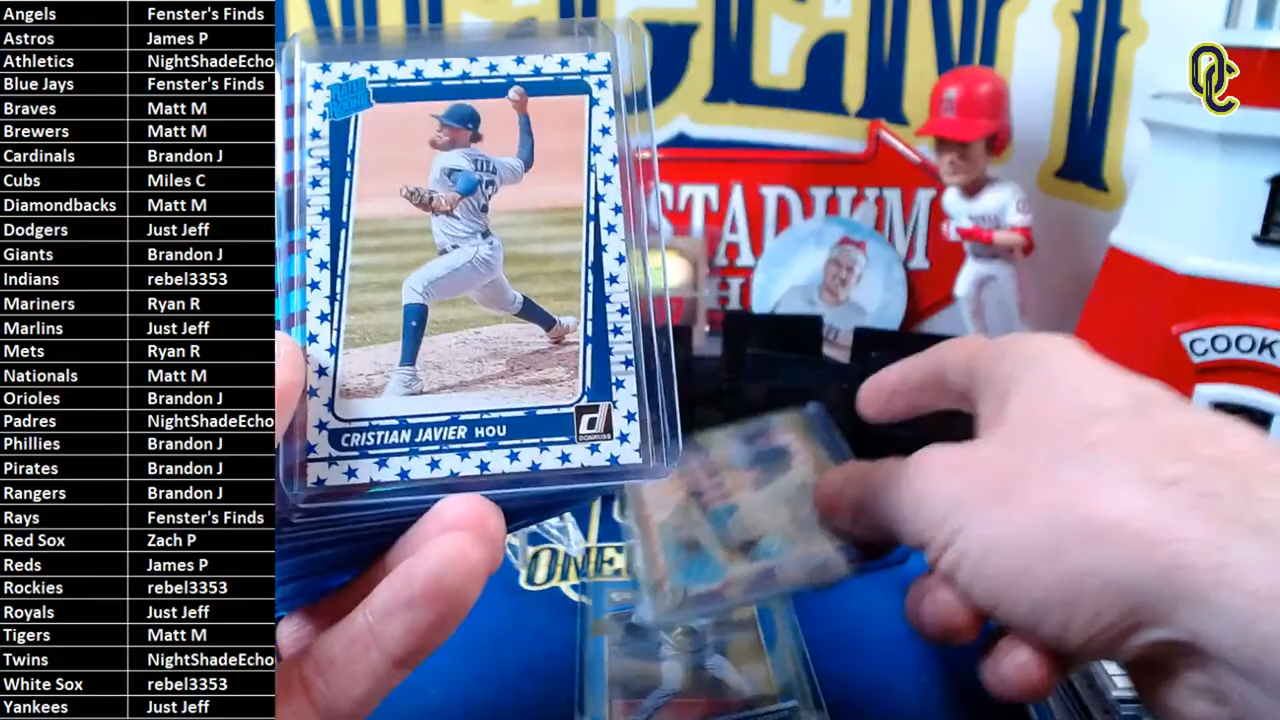 Angels Fenster's Finds
Astros James P
Athletics NightShadeEcho
Blue Jays Fenster's Finds
Braves Matt M
Brewers Matt M
Cardinals Brandon J
Cubs Miles C
Diamondbacks Matt M
Dodgers Just Jeff
Giants Brandon J
Indians rebel3353
Mariners Ryan R
Marlins Just Jeff
Mets Ryan R
Nationals Matt M
Orioles Brandon J
Padres NightShadeEcho
Phillies Brandon J
Pirates Brandon J
Rangers Brandon J
Rays Fenster's Finds
Red Sox Zach P
Reds James P
Rockies rebel3353
Royals Just Jeff
Tigers Matt M
Twins NightShadeEcho
White Sox rebel3353
Yankees Just Jeff
RATED
ROOKIE
CRISTIAN JAVIER HOU
d
DONRUSS
STADIUM
COOK
OC